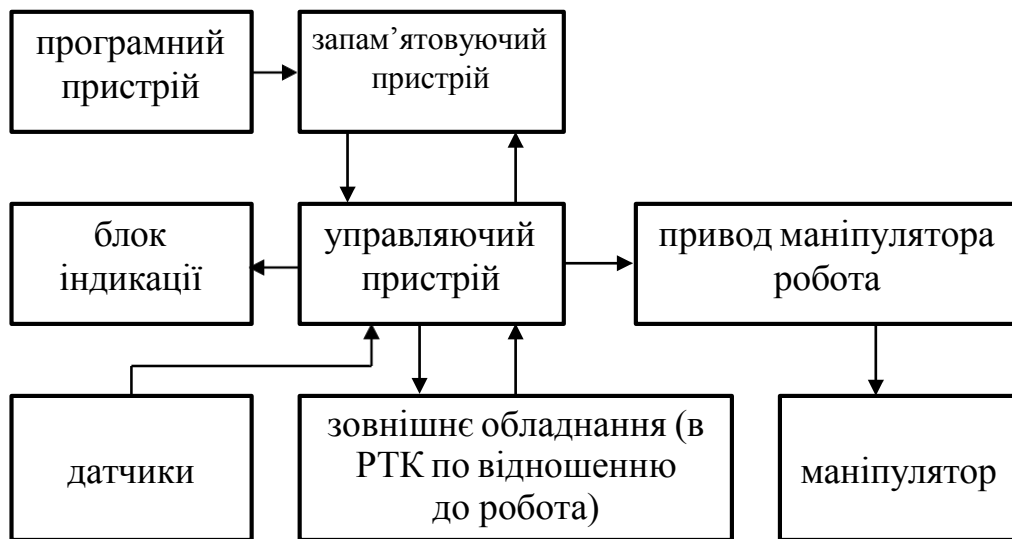 програмний
пристрій
запам’ятовуючий
пристрій
блок
індикації
управляючий
пристрій
привод маніпулятора
робота
датчики
зовнішнє обладнання (в
РТК по відношенню
до робота)
маніпулятор